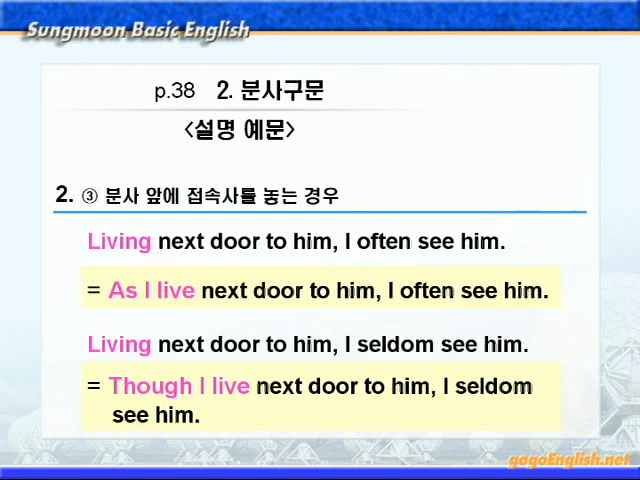 Sungmoon Basic English
p.38 2. 분사구문
<설명 예문>
2. ③ 분사 앞에 접속사를 놓는 경우
Living next door to him, I often see him.
= As I live next door to him, I often see him.
Living next door to him, I seldom see him.
= Though I live next door to him, I seldom
see him.
gogoEnglish.net